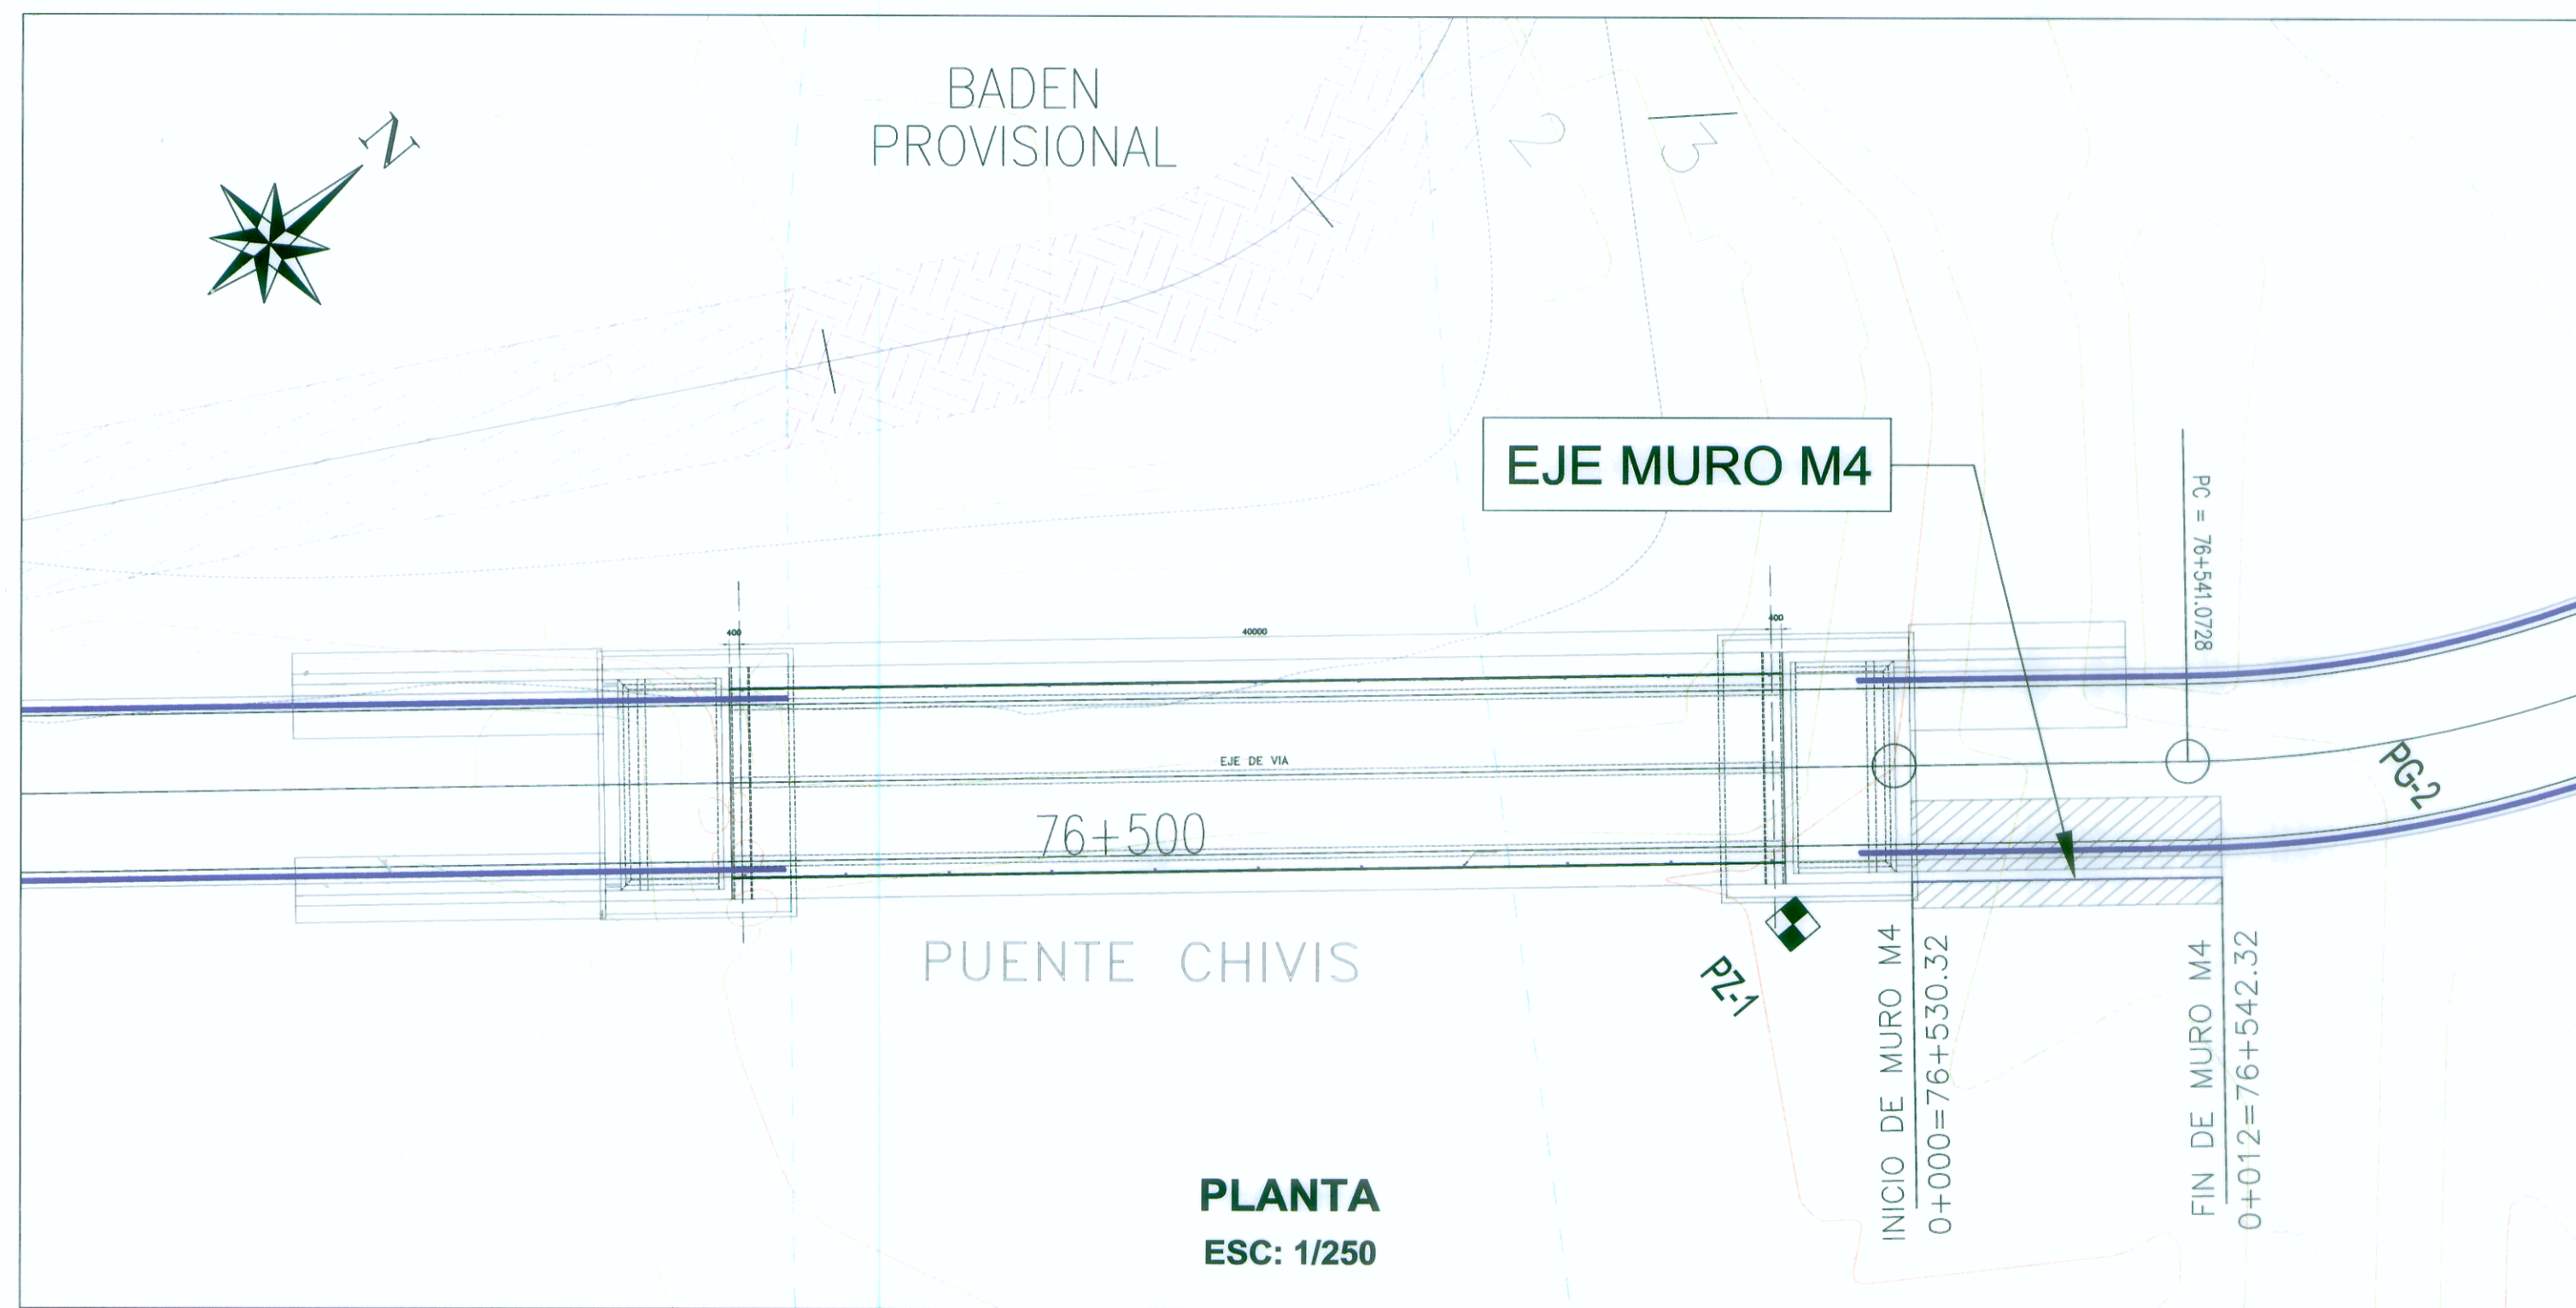 BADEN
PROVISIONAL
N
2
13
EJE MURO M4
PC = 76+541.0728
400
40000
400
EJE DE VIA
PG-2
76+500
PUENTE CHIVIS
PZ-1
INICIO DE MURO M4
0+000=76+530.32
FIN DE MURO M4
0+012=76+542.32
PLANTA
ESC: 1/250